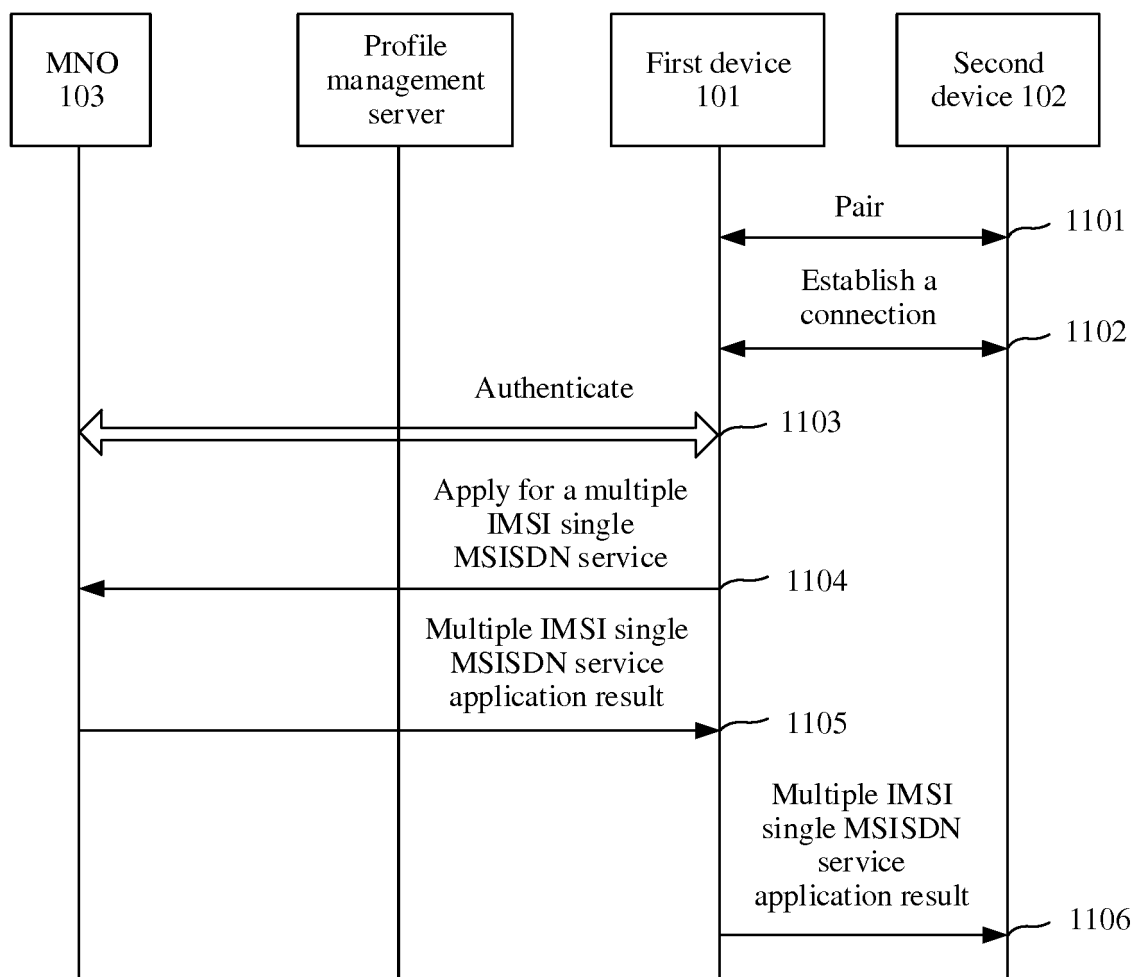 MNO
103
Profile
management
server
First device
101
Second
device 102
Pair
1101
Establish a
connection
1102
Authenticate
1103
Apply for a multiple
IMSI single
MSISDN service
1104
Multiple IMSI single
MSISDN service
application result
1105
Multiple IMSI
single MSISDN
service
application result
1106